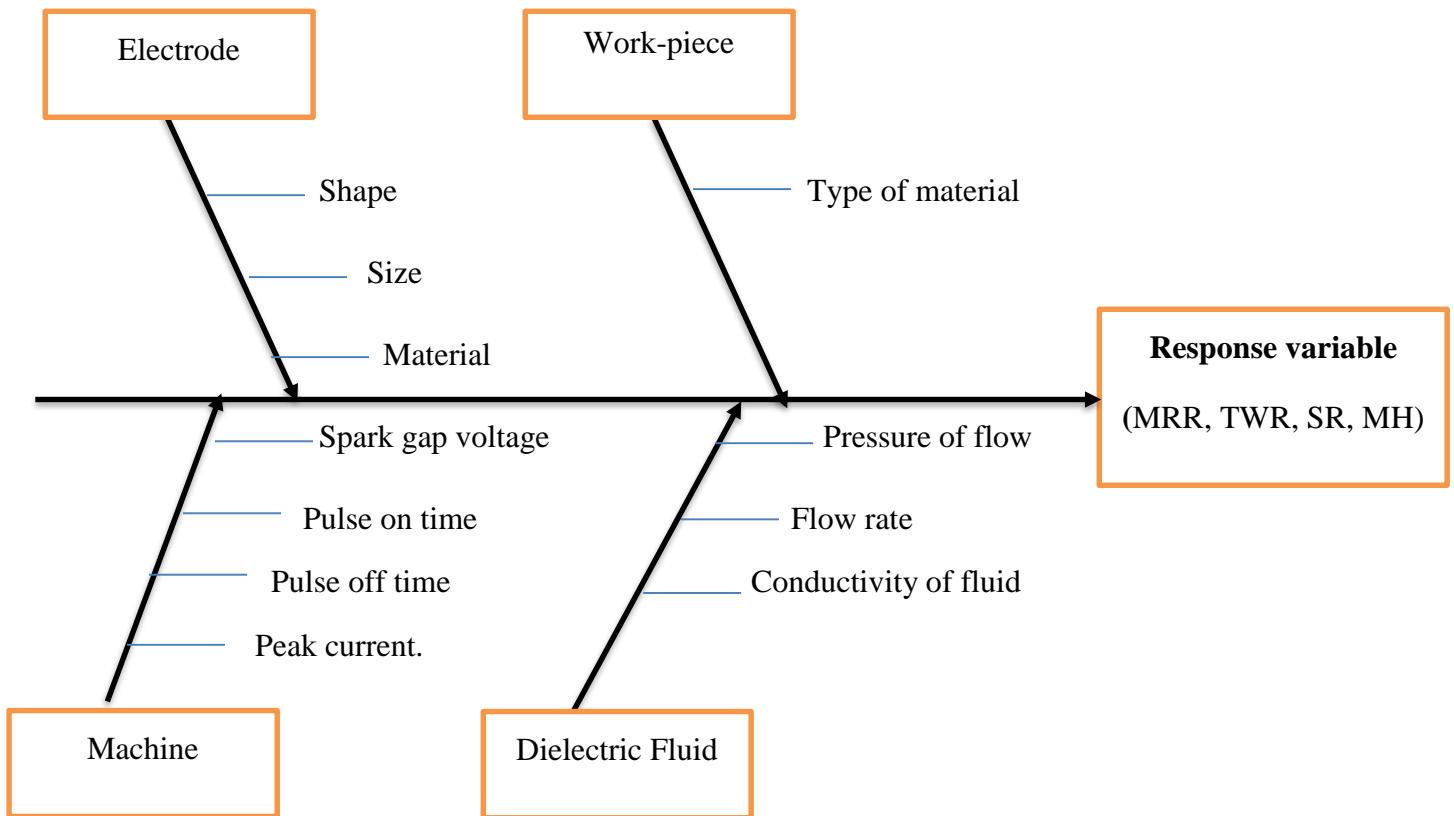 Electrode
Work-piece
Shape
Type of material
Size
Material
Response variable
(MRR, TWR, SR, MH)
Spark gap voltage
Pressure of flow
Pulse on time
Flow rate
Pulse off time
Conductivity of fluid
Peak current.
Machine
Dielectric Fluid